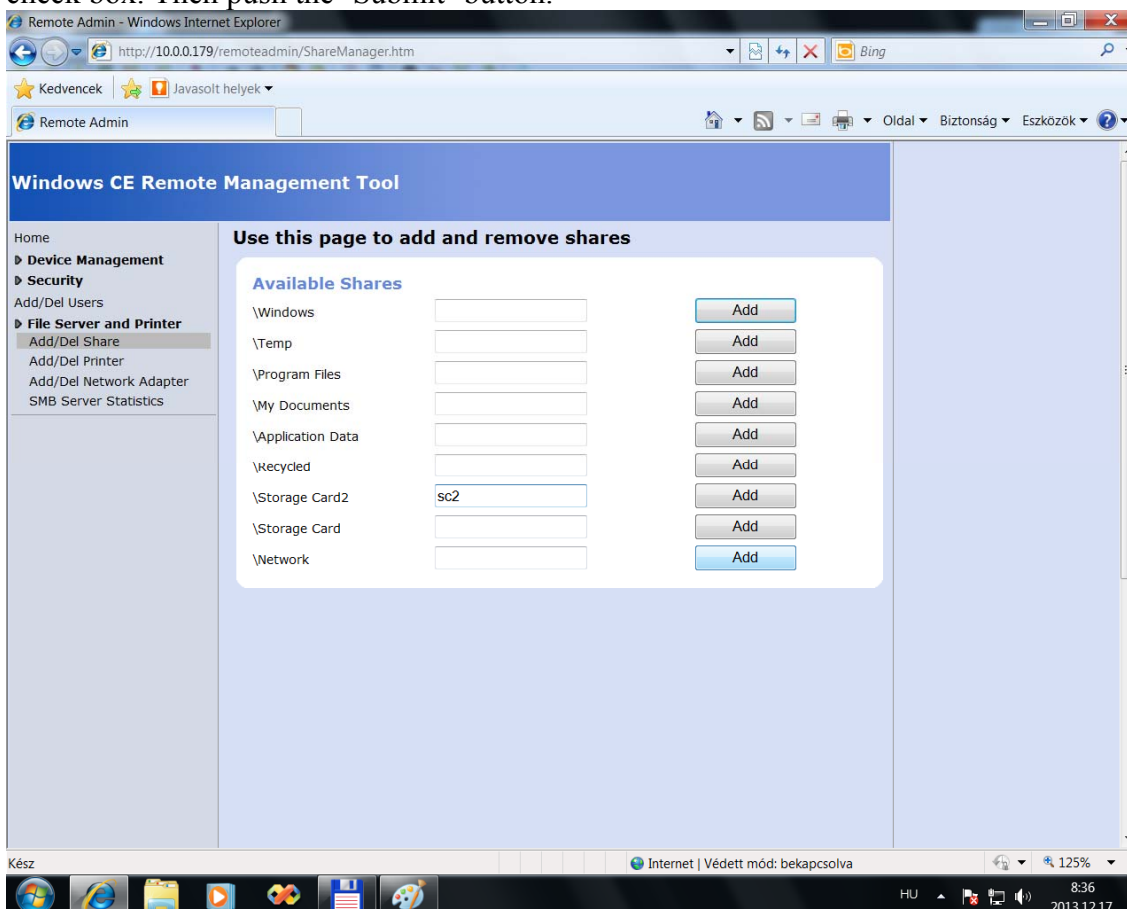 check box. Then push the "Submit" button.
Remote Admin - Windows Internet Explorer
http://10.0.0.179/remoteadmin/ShareManager.htm
Bing
Kedvencek Javasolt helyek
Remote Admin
Oldal Biztonság Eszközök
Windows CE Remote Management Tool
Home
Device Management
Security
Add/Del Users
File Server and Printer
Add/Del Share
Add/Del Printer
Add/Del Network Adapter
SMB Server Statistics
Use this page to add and remove shares
Available Shares
\Windows Add
\Temp Add
\Program Files Add
\My Documents Add
\Application Data Add
\Recycled Add
\Storage Card2 sc2 Add
\Storage Card Add
\Network Add
Kész Internet | Védett mód: bekapcsolva 125%
HU 8:36
2013.12.17.